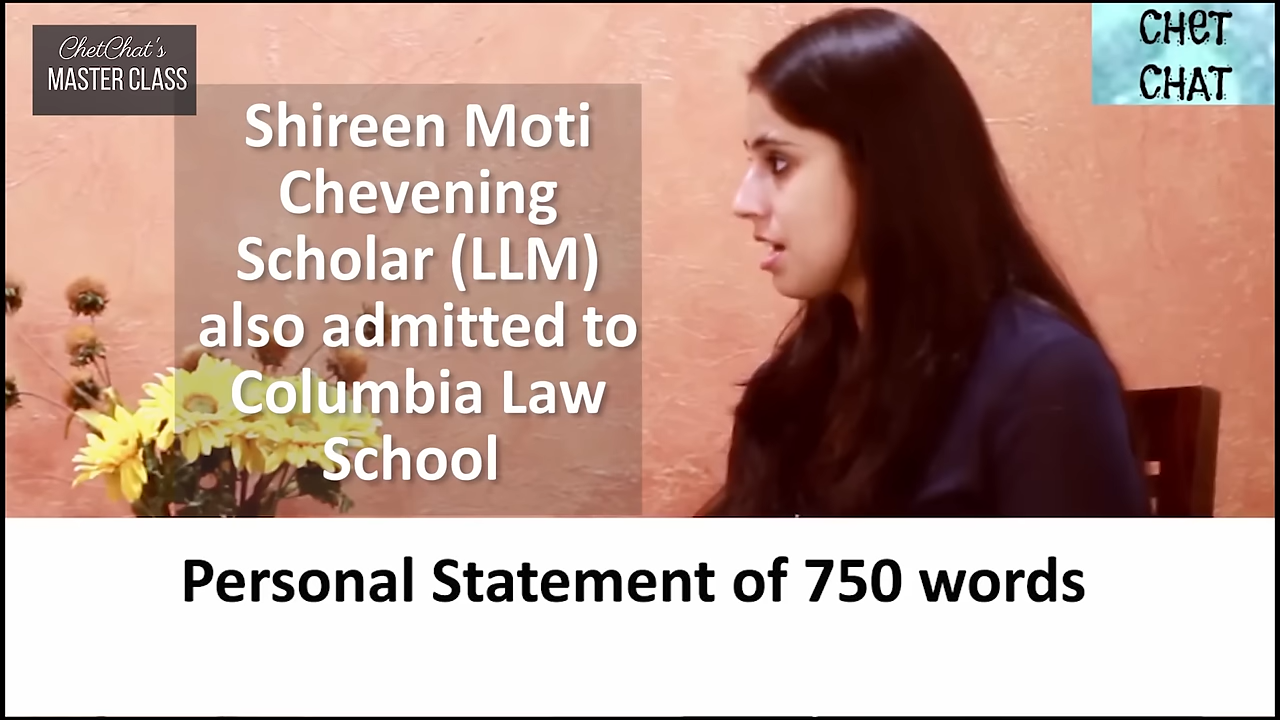 ChetChat's
MASTER CLASS
CHET
CHAT
Shireen Moti
Chevening
Scholar (LLM)
also admitted to
Columbia Law
School
Personal Statement of 750 words